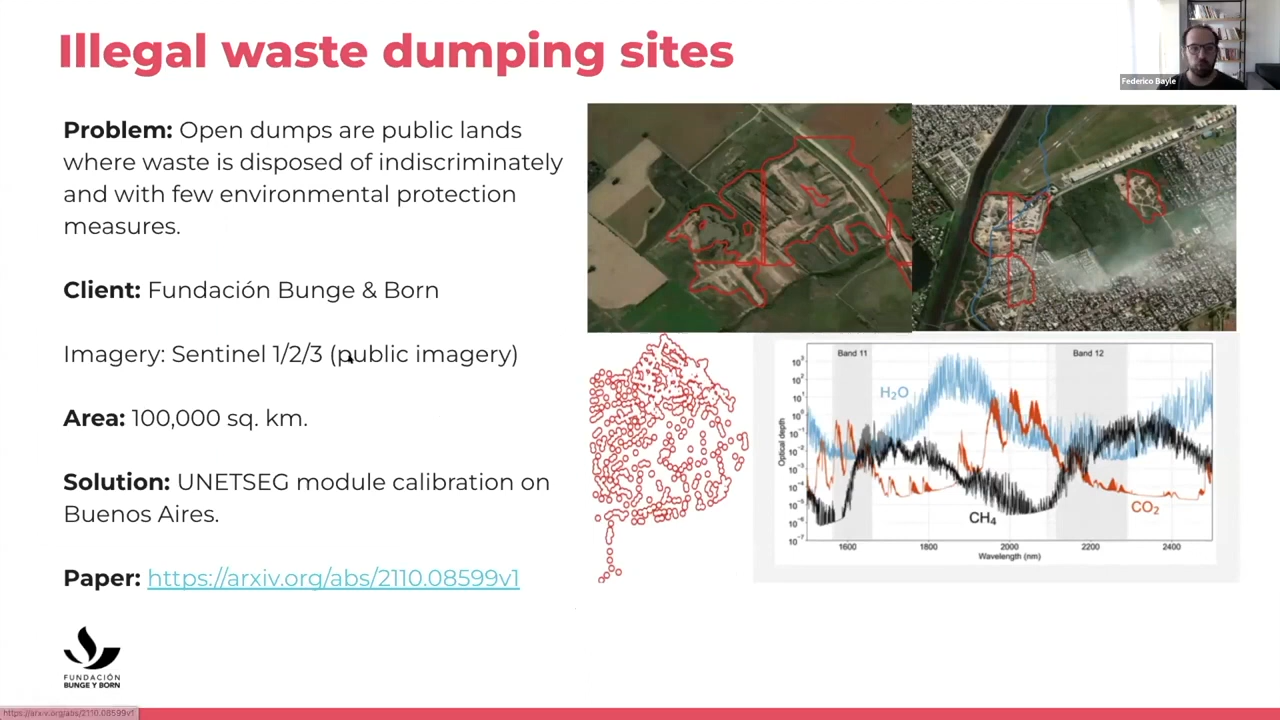 Illegal waste dumping sites
Federico Bayle
Problem: Open dumps are public lands
where waste is disposed of indiscriminately
and with few environmental protection
measures.
Client: Fundación Bunge & Born
Imagery: Sentinel 1/2/3 (public imagery)
Area: 100,000 sq. km.
Solution: UNETSEG module calibration on
Buenos Aires.
Paper: https://arxiv.org/abs/2110.08599v1
FUNDACIÓN
BUNGE Y BORN
Band 11
Band 12
H₂O
CH₄
CO₂
Optical depth
10³
10²
10¹
10⁰
10⁻¹
10⁻²
10⁻³
10⁻⁴
10⁻⁵
10⁻⁶
10⁻⁷
1600 1800 2000 2200 2400
Wavelength (nm)
https://arxiv.org/abs/2110.08599v1